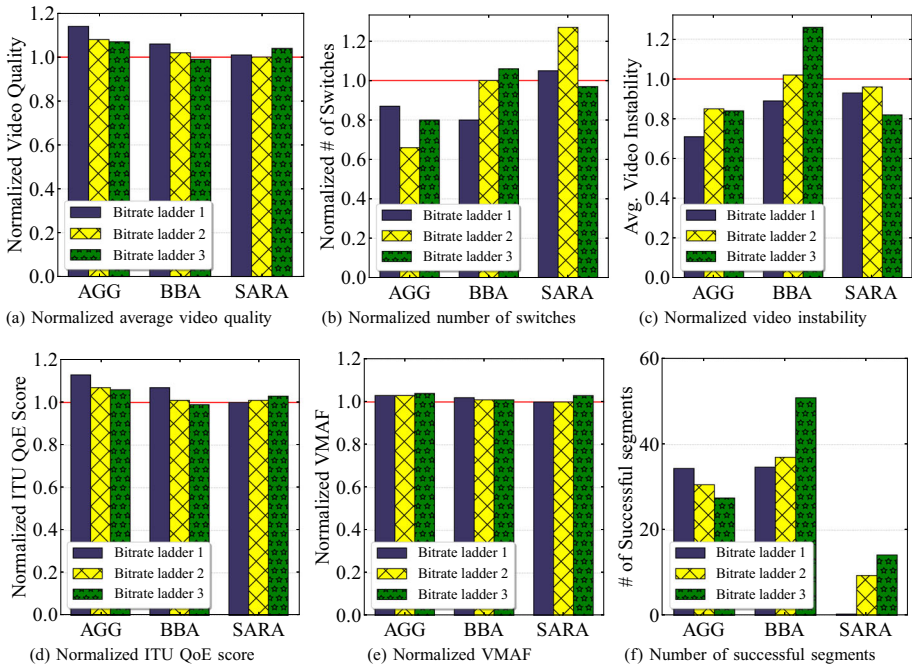 1.2
1.0
0.8
0.6
0.4
0.2
0.0
Normalized Video Quality
Bitrate ladder 1
Bitrate ladder 2
Bitrate ladder 3
AGG BBA SARA
(a) Normalized average video quality
1.2
1.0
0.8
0.6
0.4
0.2
0.0
Normalized # of Switches
Bitrate ladder 1
Bitrate ladder 2
Bitrate ladder 3
AGG BBA SARA
(b) Normalized number of switches
1.2
1.0
0.8
0.6
0.4
0.2
0.0
Avg. Video Instability
Bitrate ladder 1
Bitrate ladder 2
Bitrate ladder 3
AGG BBA SARA
(c) Normalized video instability
1.2
1.0
0.8
0.6
0.4
0.2
0.0
Normalized ITU QoE Score
Bitrate ladder 1
Bitrate ladder 2
Bitrate ladder 3
AGG BBA SARA
(d) Normalized ITU QoE score
1.2
1.0
0.8
0.6
0.4
0.2
0.0
Normalized VMAF
Bitrate ladder 1
Bitrate ladder 2
Bitrate ladder 3
AGG BBA SARA
(e) Normalized VMAF
60
40
20
0
# of Successful segments
Bitrate ladder 1
Bitrate ladder 2
Bitrate ladder 3
AGG BBA SARA
(f) Number of successful segments